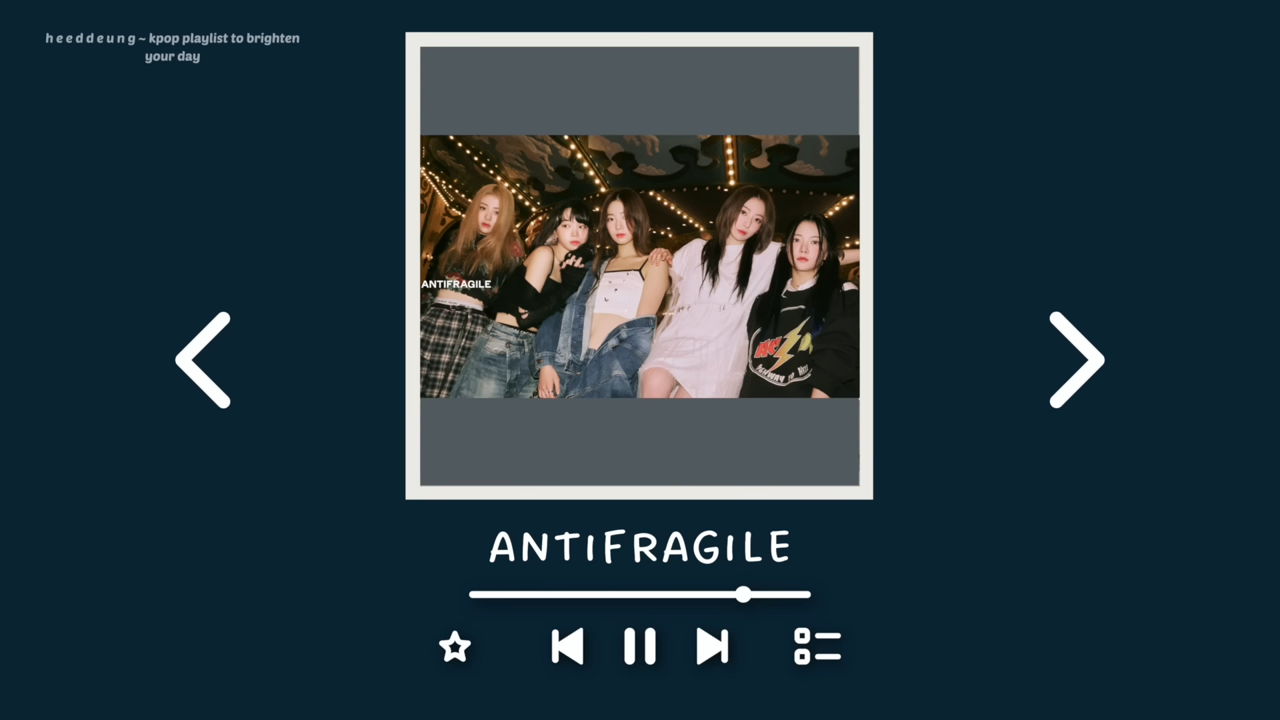 h e e d d e u n g ~ kpop playlist to brighten
your day
ANTIFRAGILE
ANTIFRAGILE